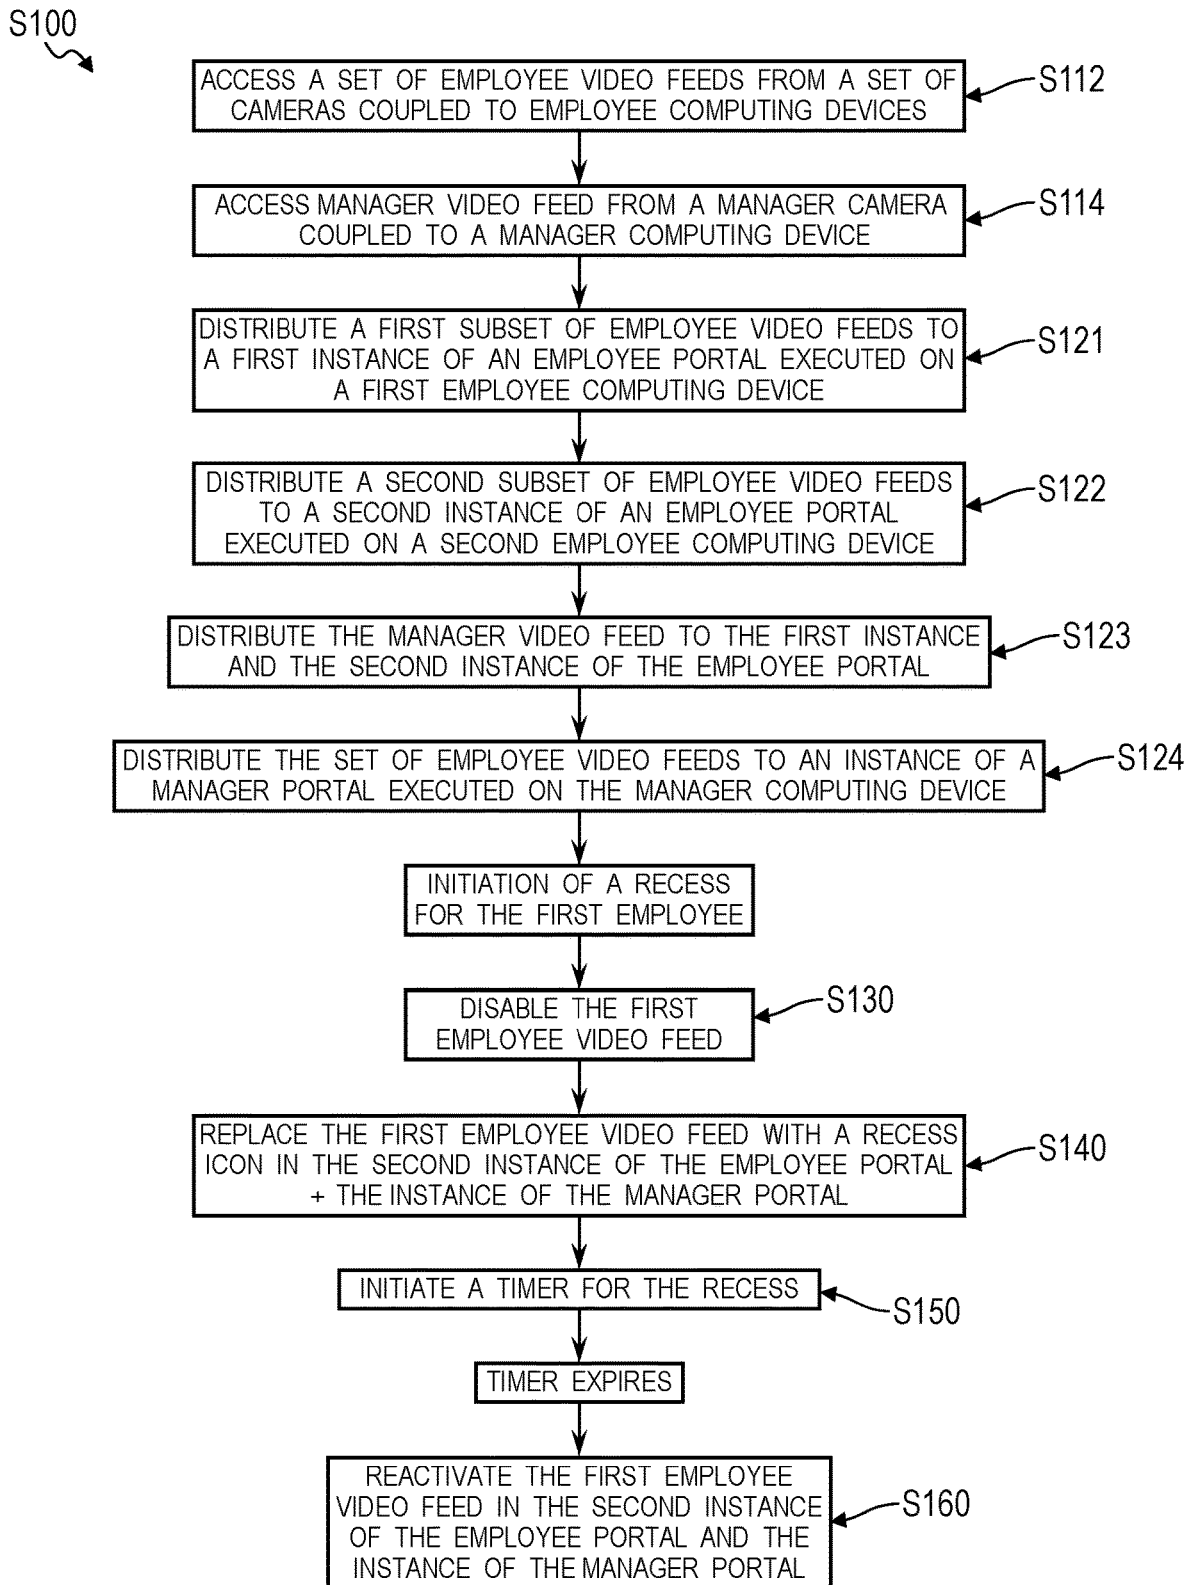 S100
ACCESS A SET OF EMPLOYEE VIDEO FEEDS FROM A SET OF
CAMERAS COUPLED TO EMPLOYEE COMPUTING DEVICES
S112
ACCESS MANAGER VIDEO FEED FROM A MANAGER CAMERA
COUPLED TO A MANAGER COMPUTING DEVICE
S114
DISTRIBUTE A FIRST SUBSET OF EMPLOYEE VIDEO FEEDS TO
A FIRST INSTANCE OF AN EMPLOYEE PORTAL EXECUTED ON
A FIRST EMPLOYEE COMPUTING DEVICE
S121
DISTRIBUTE A SECOND SUBSET OF EMPLOYEE VIDEO FEEDS
TO A SECOND INSTANCE OF AN EMPLOYEE PORTAL
EXECUTED ON A SECOND EMPLOYEE COMPUTING DEVICE
S122
DISTRIBUTE THE MANAGER VIDEO FEED TO THE FIRST INSTANCE
AND THE SECOND INSTANCE OF THE EMPLOYEE PORTAL
S123
DISTRIBUTE THE SET OF EMPLOYEE VIDEO FEEDS TO AN INSTANCE OF A
MANAGER PORTAL EXECUTED ON THE MANAGER COMPUTING DEVICE
S124
INITIATION OF A RECESS
FOR THE FIRST EMPLOYEE
DISABLE THE FIRST
EMPLOYEE VIDEO FEED
S130
REPLACE THE FIRST EMPLOYEE VIDEO FEED WITH A RECESS
ICON IN THE SECOND INSTANCE OF THE EMPLOYEE PORTAL
+ THE INSTANCE OF THE MANAGER PORTAL
S140
INITIATE A TIMER FOR THE RECESS
S150
TIMER EXPIRES
REACTIVATE THE FIRST EMPLOYEE
VIDEO FEED IN THE SECOND INSTANCE
OF THE EMPLOYEE PORTAL AND THE
INSTANCE OF THE MANAGER PORTAL
S160